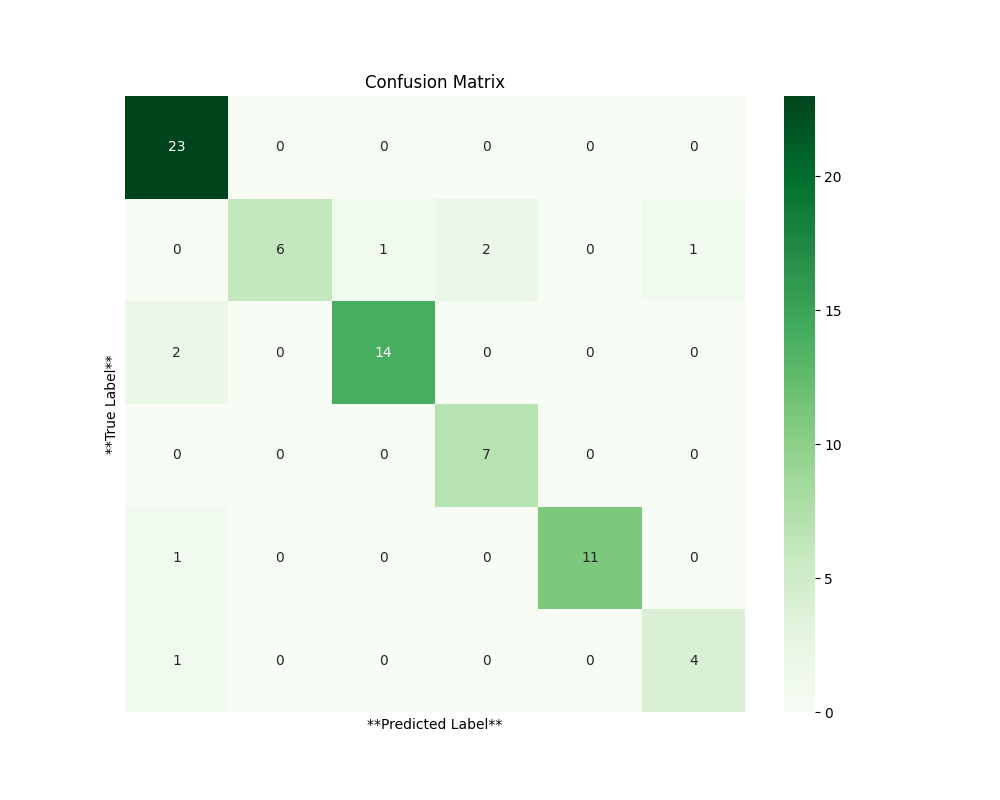 Confusion Matrix
23 0 0 0 0 0
0 6 1 2 0 1
2 0 14 0 0 0
0 0 0 7 0 0
1 0 0 0 11 0
1 0 0 0 0 4
**True Label**
**Predicted Label**
20
15
10
5
0